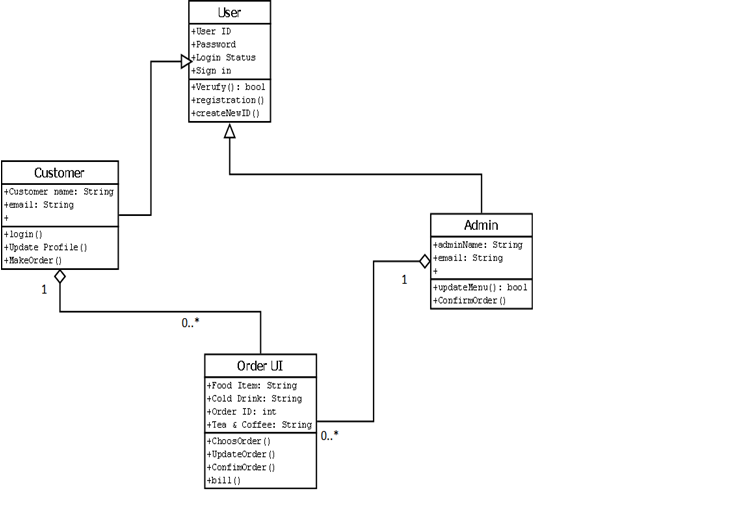 User
+User ID
+Password
+Login Status
+Sign in
+Verufy(): bool
+registration()
+createNewID()
Customer
+Customer name: String
+email: String
+
+login()
+Update Profile()
+MakeOrder()
Admin
+adminName: String
+email: String
+
+updateMenu(): bool
+ConfirmOrder()
1
1
0..*
Order UI
+Food Item: String
+Cold Drink: String
+Order ID: int
+Tea & Coffee: String
0..*
+ChoosOrder()
+UpdateOrder()
+ConfimOrder()
+bill()